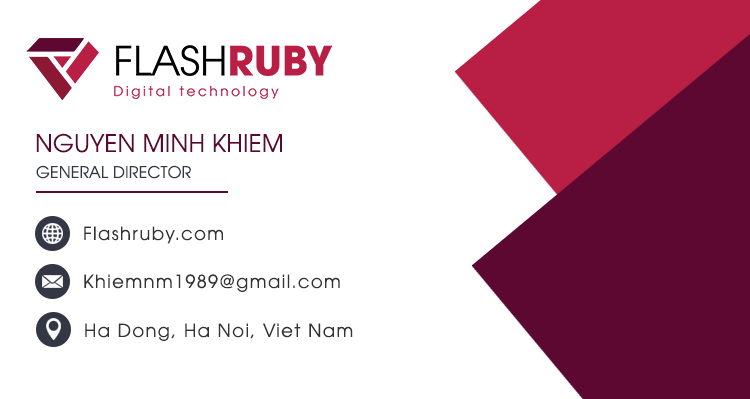 FLASHRUBY
Digital technology
NGUYEN MINH KHIEM
GENERAL DIRECTOR
Flashruby.com
Khiemnm1989@gmail.com
Ha Dong, Ha Noi, Viet Nam